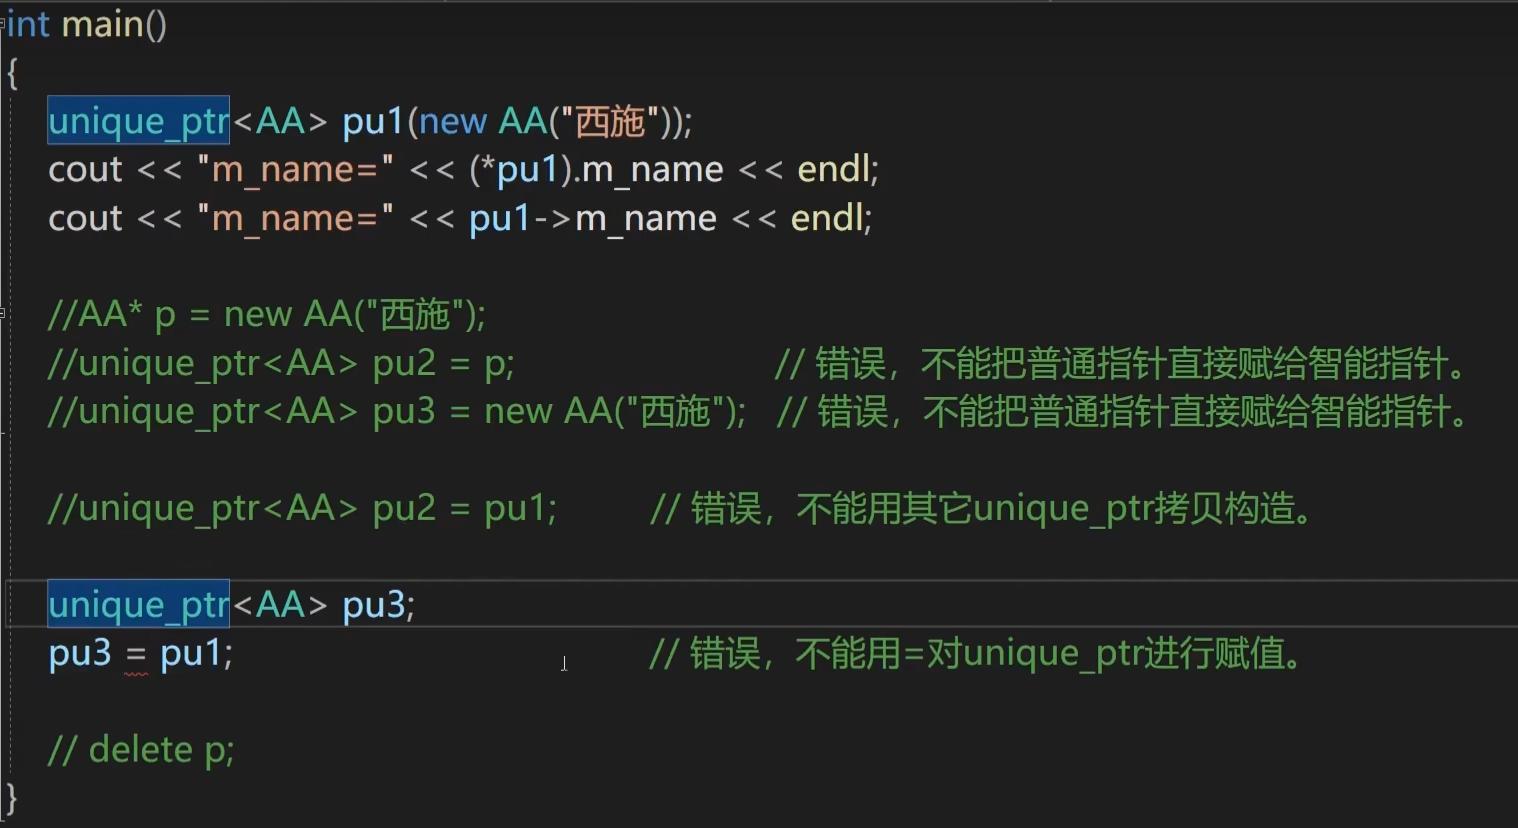 int main()
{
unique_ptr<AA> pu1(new AA("西施"));
cout << "m_name=" << (*pu1).m_name << endl;
cout << "m_name=" << pu1->m_name << endl;
//AA* p = new AA("西施");
//unique_ptr<AA> pu2 = p; // 错误，不能把普通指针直接赋给智能指针。
//unique_ptr<AA> pu3 = new AA("西施"); // 错误，不能把普通指针直接赋给智能指针。
//unique_ptr<AA> pu2 = pu1; // 错误，不能用其它unique_ptr拷贝构造。
unique_ptr<AA> pu3;
pu3 = pu1; // 错误，不能用=对unique_ptr进行赋值。
// delete p;
}